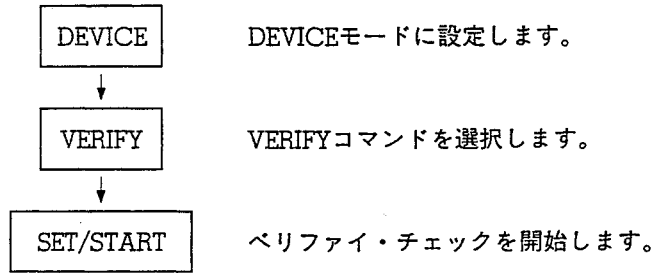 DEVICE DEVICEモードに設定します。
VERIFY VERIFYコマンドを選択します。
SET/START ベリファイ・チェックを開始します。